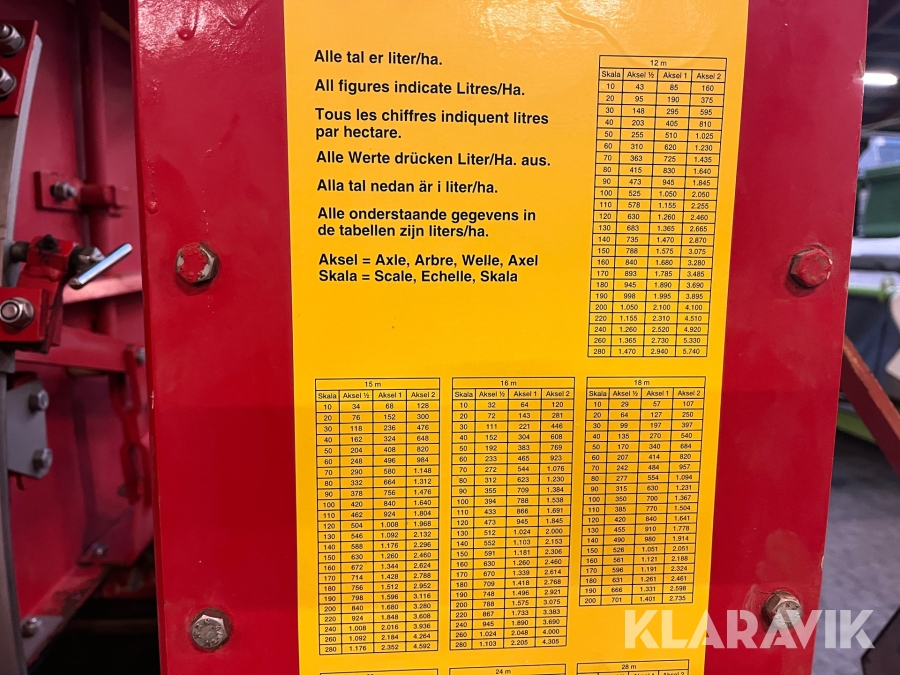 Alle tal er liter/ha.
All figures indicate Litres/Ha.
Tous les chiffres indiquent litres
par hectare.
Alle Werte drücken Liter/Ha. aus.
Alla tal nedan är i liter/ha.
Alle onderstaande gegevens in
de tabellen zijn liters/ha.
Aksel = Axle, Arbre, Welle, Axel
Skala = Scale, Echelle, Skala
12 m
Skala Aksel ½ Aksel 1 Aksel 2
10 43 85 160
20 95 190 375
30 148 295 595
40 203 405 810
50 255 510 1.025
60 310 620 1.230
70 363 725 1.435
80 415 830 1.640
90 473 945 1.845
100 525 1.050 2.050
110 578 1.155 2.255
120 630 1.260 2.460
130 683 1.365 2.665
140 735 1.470 2.870
150 788 1.575 3.075
160 840 1.680 3.280
170 893 1.785 3.485
180 945 1.890 3.690
190 998 1.995 3.895
200 1.050 2.100 4.100
220 1.155 2.310 4.510
240 1.260 2.520 4.920
260 1.365 2.730 5.330
280 1.470 2.940 5.740
15 m
Skala Aksel ½ Aksel 1 Aksel 2
10 34 68 128
20 76 152 300
30 118 236 476
40 162 324 648
50 204 408 820
60 248 496 984
70 290 580 1.148
80 332 664 1.312
90 378 756 1.476
100 420 840 1.640
110 462 924 1.804
120 504 1.008 1.968
130 546 1.092 2.132
140 588 1.176 2.296
150 630 1.260 2.460
160 672 1.344 2.624
170 714 1.428 2.788
180 756 1.512 2.952
190 798 1.596 3.116
200 840 1.680 3.280
220 924 1.848 3.608
240 1.008 2.016 3.936
260 1.092 2.184 4.264
280 1.176 2.352 4.592
16 m
Skala Aksel ½ Aksel 1 Aksel 2
10 32 64 120
20 72 143 281
30 111 221 446
40 152 304 608
50 192 383 769
60 233 465 923
70 272 544 1.076
80 312 623 1.230
90 355 709 1.384
100 394 788 1.538
110 433 866 1.691
120 473 945 1.845
130 512 1.024 2.000
140 552 1.103 2.153
150 591 1.181 2.306
160 630 1.260 2.460
170 670 1.339 2.614
180 709 1.418 2.768
190 748 1.496 2.921
200 788 1.575 3.075
220 867 1.733 3.383
240 945 1.890 3.690
260 1.024 2.048 4.000
280 1.103 2.205 4.305
18 m
Skala Aksel ½ Aksel 1 Aksel 2
10 29 57 107
20 64 127 250
30 99 197 397
40 135 270 540
50 170 340 684
60 207 414 820
70 242 484 957
80 277 554 1.094
90 315 630 1.231
100 350 700 1.367
110 385 770 1.504
120 420 840 1.641
130 455 910 1.778
140 490 980 1.914
150 526 1.051 2.051
160 561 1.121 2.188
170 596 1.191 2.324
180 631 1.261 2.461
190 666 1.331 2.598
200 701 1.401 2.735
24 m
28 m
KLARAVIK